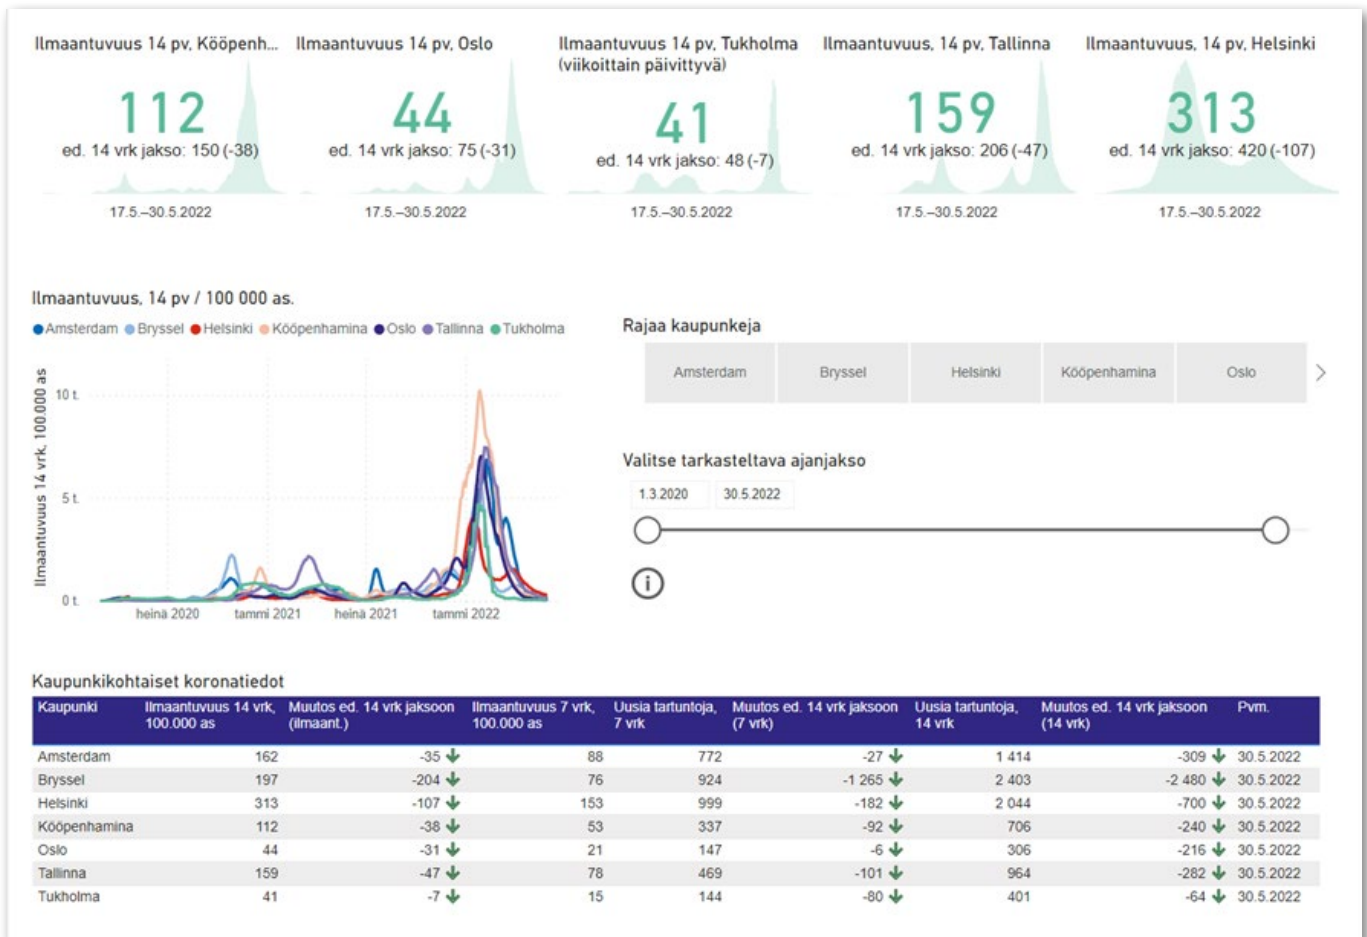 Ilmaantuvuus 14 pv, Kööpenh...
112
ed. 14 vrk jakso: 150 (-38)
17.5.–30.5.2022
Ilmaantuvuus 14 pv, Oslo
44
ed. 14 vrk jakso: 75 (-31)
17.5.–30.5.2022
Ilmaantuvuus 14 pv, Tukholma
(viikoittain päivittyvä)
41
ed. 14 vrk jakso: 48 (-7)
17.5.–30.5.2022
Ilmaantuvuus, 14 pv, Tallinna
159
ed. 14 vrk jakso: 206 (-47)
17.5.–30.5.2022
Ilmaantuvuus, 14 pv, Helsinki
313
ed. 14 vrk jakso: 420 (-107)
17.5.–30.5.2022
Ilmaantuvuus, 14 pv / 100 000 as.
Amsterdam Bryssel Helsinki Kööpenhamina Oslo Tallinna Tukholma
Ilmaantuvuus 14 vrk, 100.000 as
10 t.
5 t.
0 t.
heinä 2020 tammi 2021 heinä 2021 tammi 2022
Rajaa kaupunkeja
Amsterdam Bryssel Helsinki Kööpenhamina Oslo
Valitse tarkasteltava ajanjakso
1.3.2020 30.5.2022
Kaupunkikohtaiset koronatiedot
Kaupunki Ilmaantuvuus 14 vrk, Muutos ed. 14 vrk jaksoon Ilmaantuvuus 7 vrk, Uusia tartuntoja, Muutos ed. 14 vrk jaksoon Uusia tartuntoja, Muutos ed. 14 vrk jaksoon Pvm.
100.000 as (ilmaant.) 100.000 as 7 vrk (7 vrk) 14 vrk (14 vrk)
Amsterdam 162 -35 88 772 -27 1 414 -309 30.5.2022
Bryssel 197 -204 76 924 -1 265 2 403 -2 480 30.5.2022
Helsinki 313 -107 153 999 -182 2 044 -700 30.5.2022
Kööpenhamina 112 -38 53 337 -92 706 -240 30.5.2022
Oslo 44 -31 21 147 -6 306 -216 30.5.2022
Tallinna 159 -47 78 469 -101 964 -282 30.5.2022
Tukholma 41 -7 15 144 -80 401 -64 30.5.2022